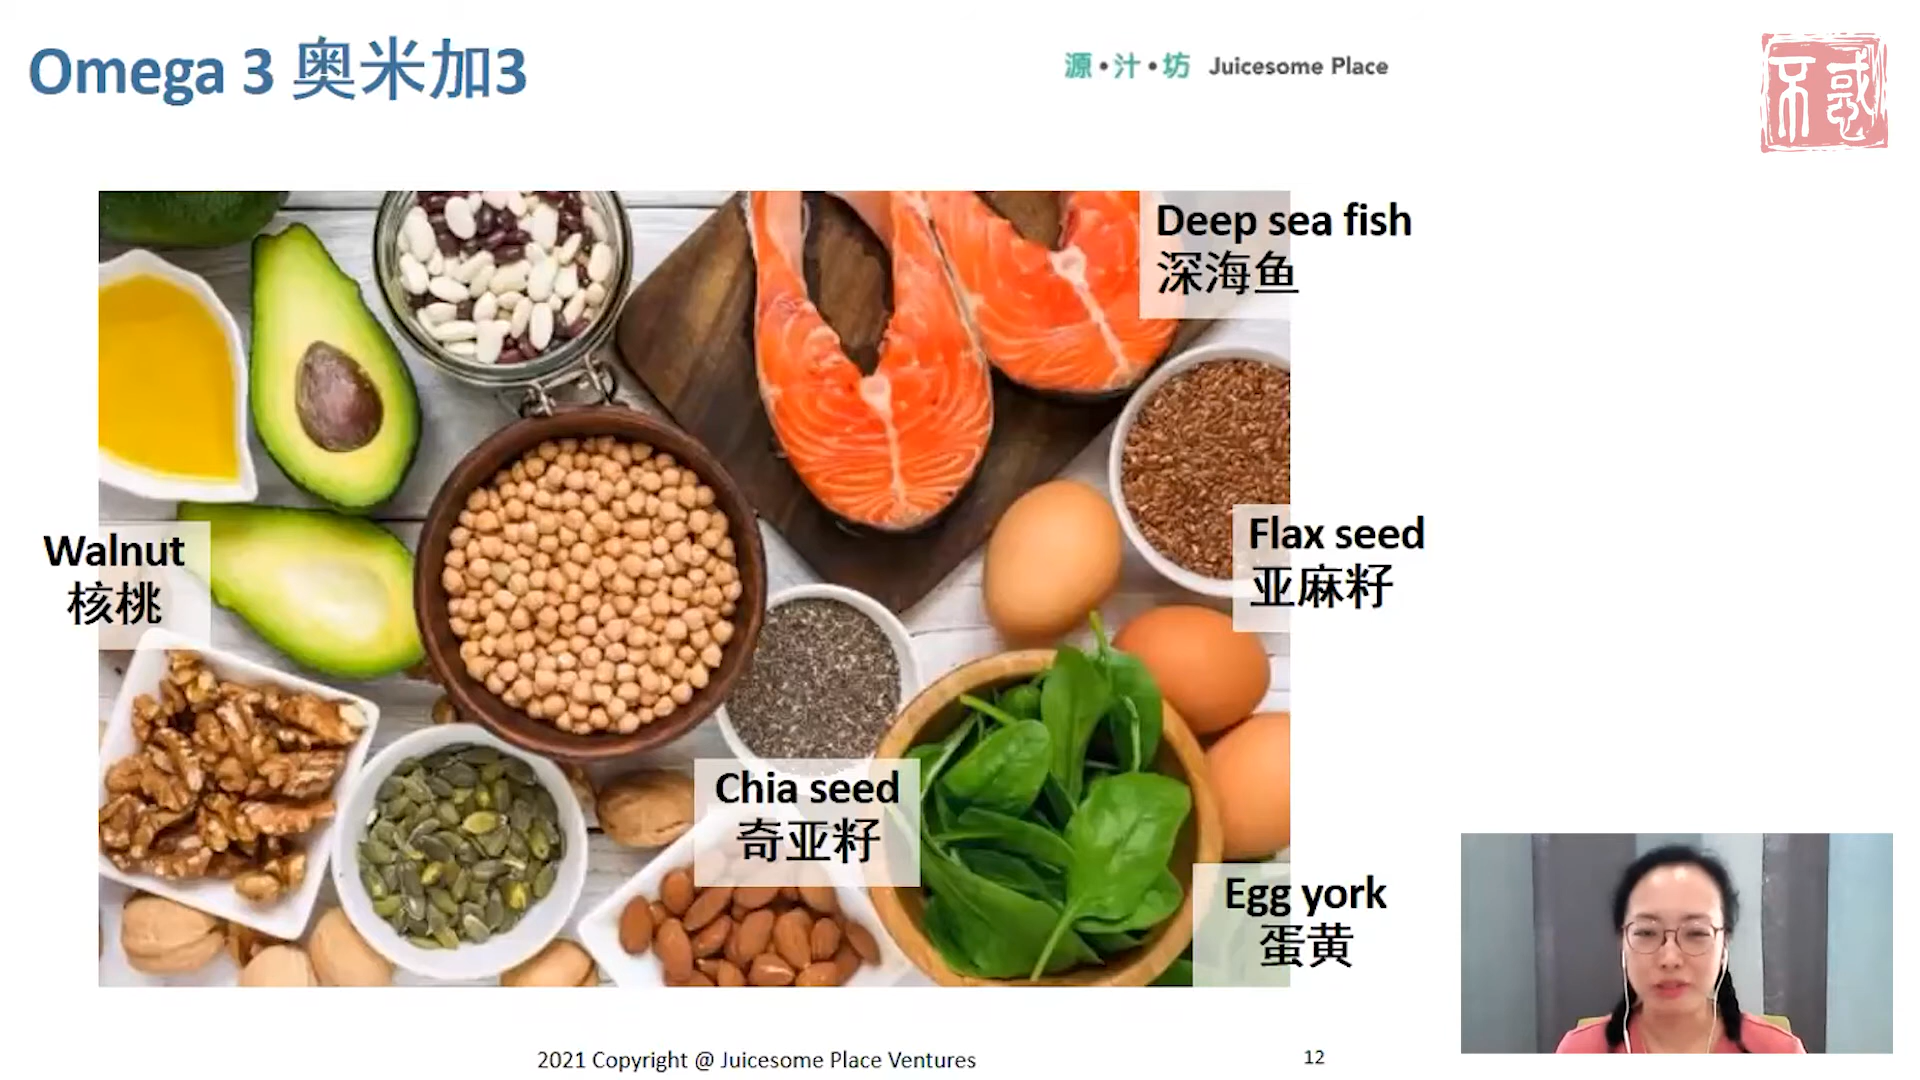 Omega 3 奥米加3
源•汁•坊 Juicesome Place
不惑
Deep sea fish
深海鱼
Walnut
核桃
Flax seed
亚麻籽
Chia seed
奇亚籽
Egg york
蛋黄
2021 Copyright @ Juicesome Place Ventures
12